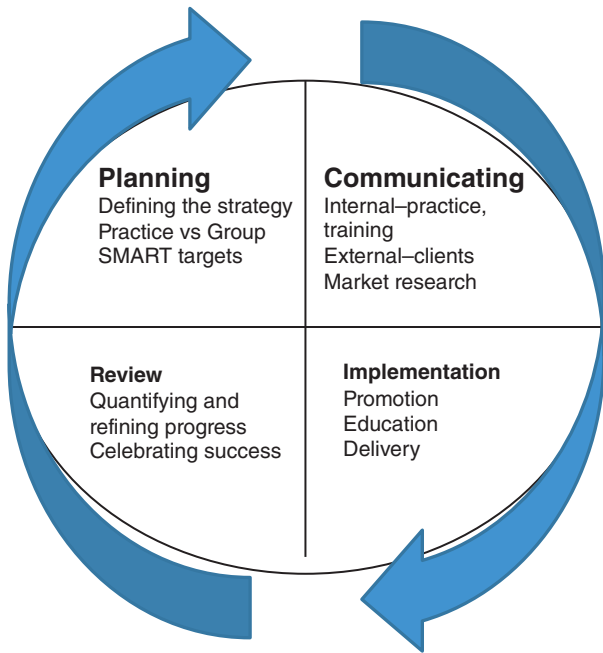 Planning
Defining the strategy
Practice vs Group
SMART targets
Communicating
Internal–practice,
training
External–clients
Market research
Review
Quantifying and
refining progress
Celebrating success
Implementation
Promotion
Education
Delivery